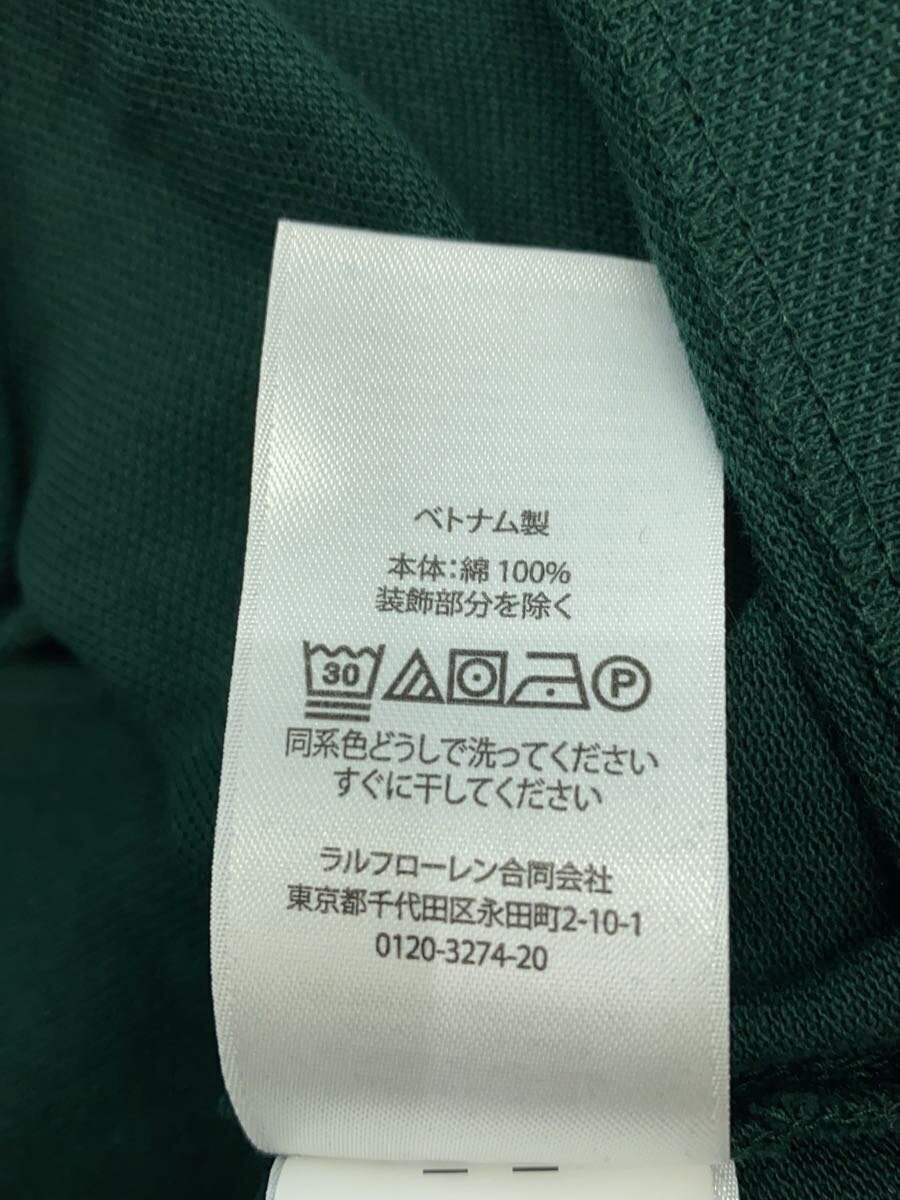 ベトナム製
本体:綿 100%
装飾部分を除く
30 P
同系色どうしで洗ってください
すぐに干してください
ラルフローレン合同会社
東京都千代田区永田町2-10-1
0120-3274-20